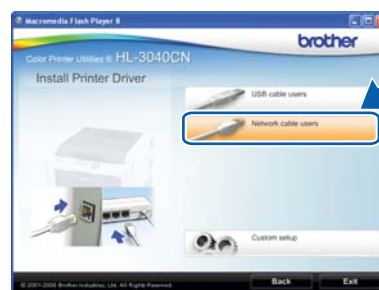 Macromedia Flash Player 8
brother
Color Printer Utilities © HL-3040CN
Install Printer Driver
USB cable users
Network cable users
Custom setup
© 2001-2008 Brother Industries, Ltd. All Rights Reserved.
Back
Exit